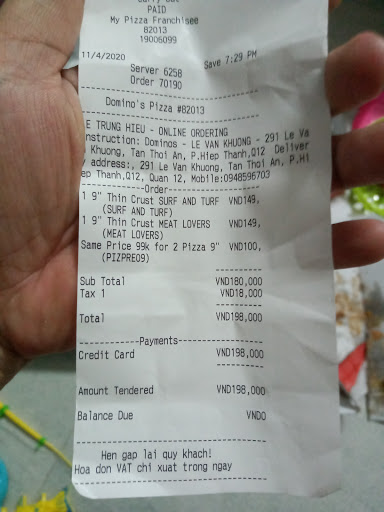 Carry Out
PAID
My Pizza Franchisee
82013
19006099
11/4/2020 Save 7:29 PM
Server 6258
Order 70190
Domino's Pizza #82013
E TRUNG HIEU - ONLINE ORDERING
nstruction: Dominos - LE VAN KHUONG - 291 Le Va
Khuong, Tan Thoi An, P.Hiep Thanh,Q12 Deliver
address:, 291 Le Van Khuong, Tan Thoi An, P.Hi
ep Thanh,Q12, Quan 12, Mobile:0948596703
Order
1 9" Thin Crust SURF AND TURF VND149,
(SURF AND TURF)
1 9" Thin Crust MEAT LOVERS VND149,
(MEAT LOVERS)
Same Price 99k for 2 Pizza 9" VND100,
(PIZPRE09)
Sub Total VND180,000
Tax 1 VND18,000
Total VND198,000
Payments
Credit Card VND198,000
Amount Tendered VND198,000
Balance Due VND0
Hen gap lai quy khach!
Hoa don VAT chi xuat trong ngay